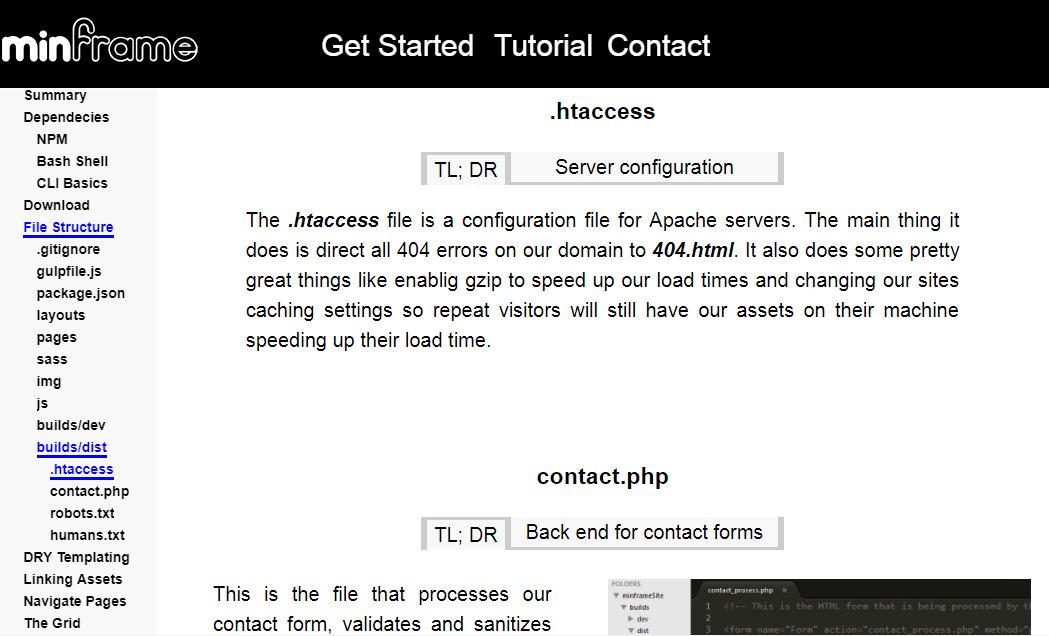 minframe
Get Started Tutorial Contact
Summary
Dependecies
NPM
Bash Shell
CLI Basics
Download
File Structure
.gitignore
gulpfile.js
package.json
layouts
pages
sass
img
js
builds/dev
builds/dist
.htaccess
contact.php
robots.txt
humans.txt
DRY Templating
Linking Assets
Navigate Pages
The Grid
.htaccess
TL; DR Server configuration
The .htaccess file is a configuration file for Apache servers. The main thing it
does is direct all 404 errors on our domain to 404.html. It also does some pretty
great things like enablig gzip to speed up our load times and changing our sites
caching settings so repeat visitors will still have our assets on their machine
speeding up their load time.
contact.php
TL; DR Back end for contact forms
This is the file that processes our
contact form, validates and sanitizes
FOLDERS
minframeSite
builds
dev
dist
contact_process.php ×
1 <!-- This is the HTML form that is being processed by th
2
3 <form name="Form" action="contact_process.php" method="